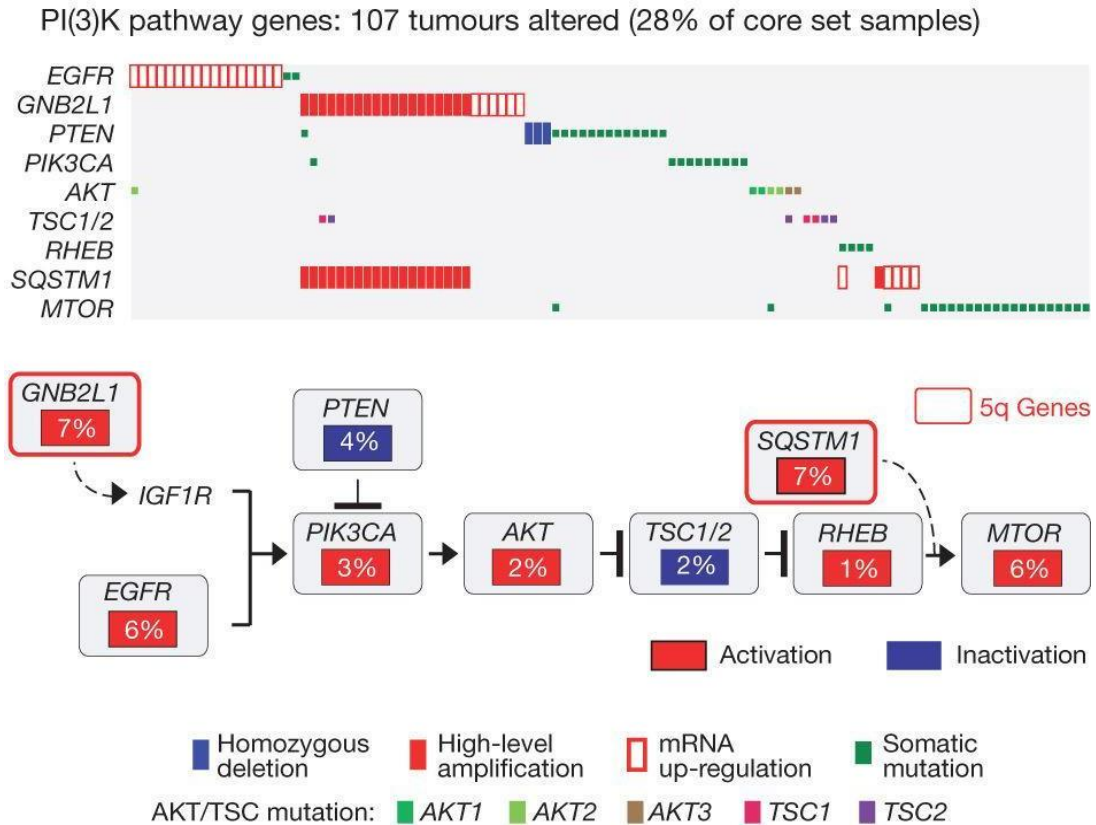 PI(3)K pathway genes: 107 tumours altered (28% of core set samples)
EGFR
GNB2L1
PTEN
PIK3CA
AKT
TSC1/2
RHEB
SQSTM1
MTOR
GNB2L1
7%
PTEN
4%
5q Genes
SQSTM1
7%
IGF1R
PIK3CA
3%
AKT
2%
TSC1/2
2%
RHEB
1%
MTOR
6%
EGFR
6%
Activation
Inactivation
Homozygous
deletion
High-level
amplification
mRNA
up-regulation
Somatic
mutation
AKT/TSC mutation: AKT1 AKT2 AKT3 TSC1 TSC2